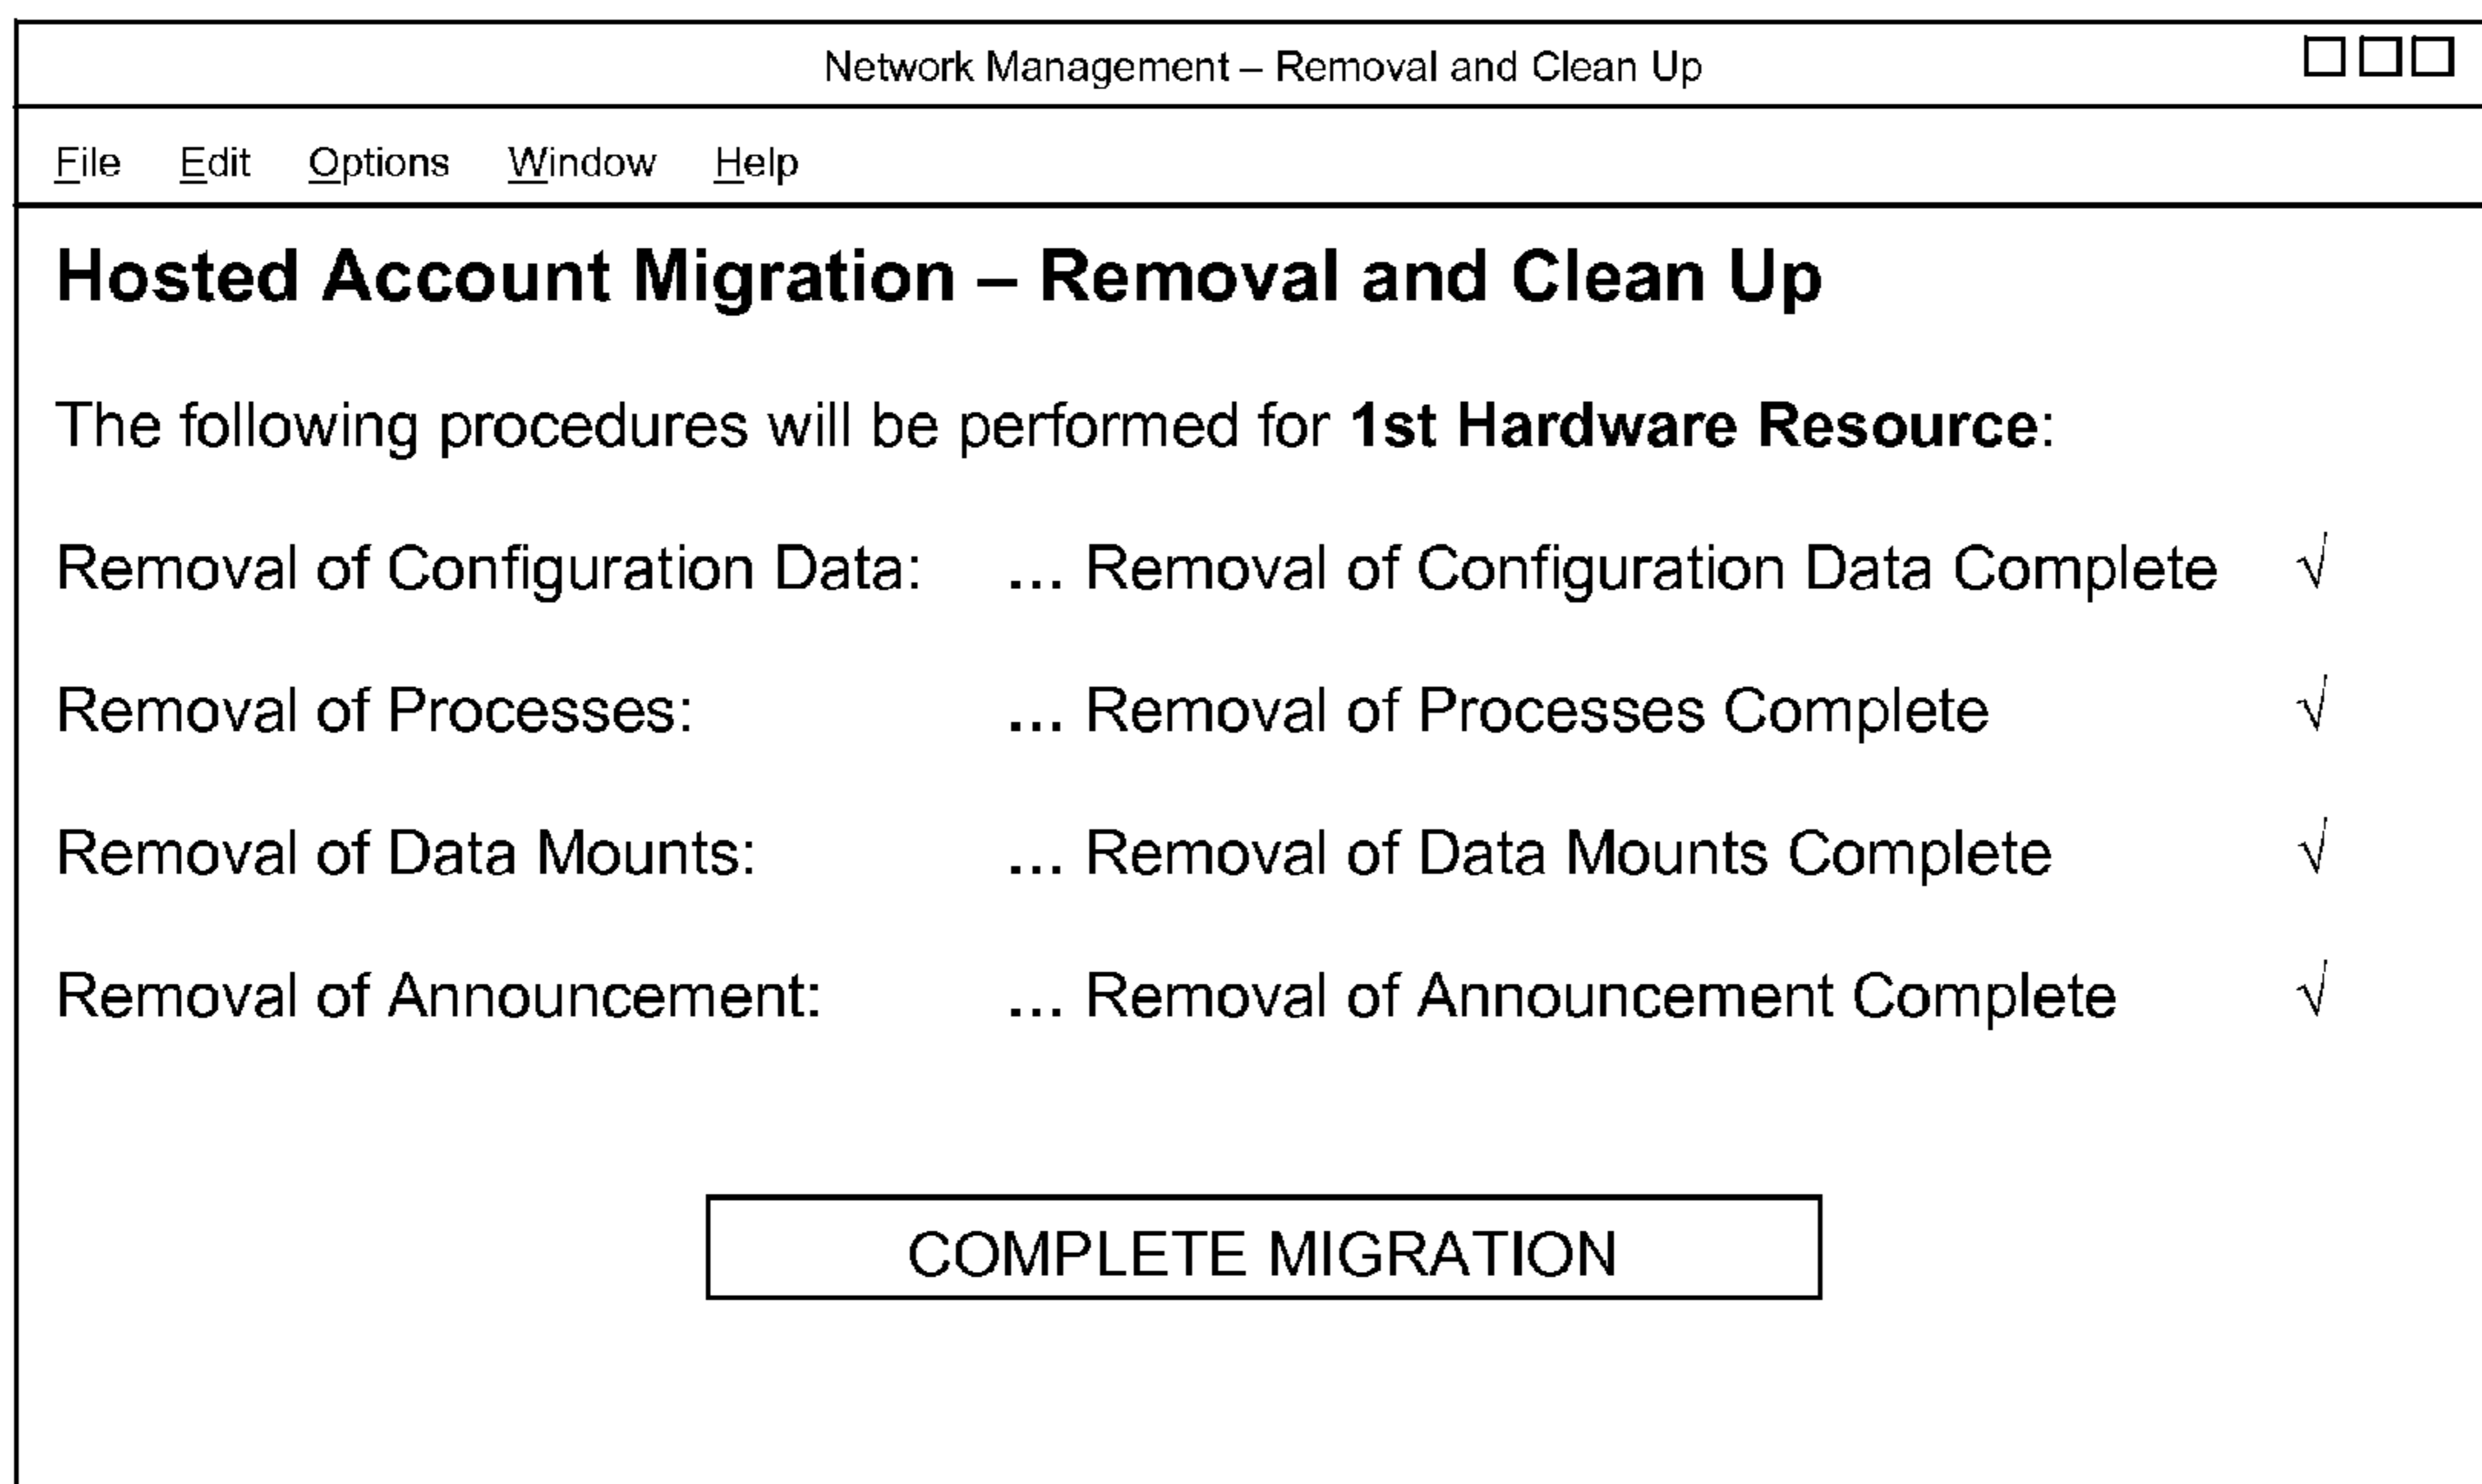 Network Management – Removal and Clean Up
File Edit Options Window Help
Hosted Account Migration – Removal and Clean Up
The following procedures will be performed for 1st Hardware Resource:
Removal of Configuration Data: ... Removal of Configuration Data Complete √
Removal of Processes: ... Removal of Processes Complete √
Removal of Data Mounts: ... Removal of Data Mounts Complete √
Removal of Announcement: ... Removal of Announcement Complete √
COMPLETE MIGRATION